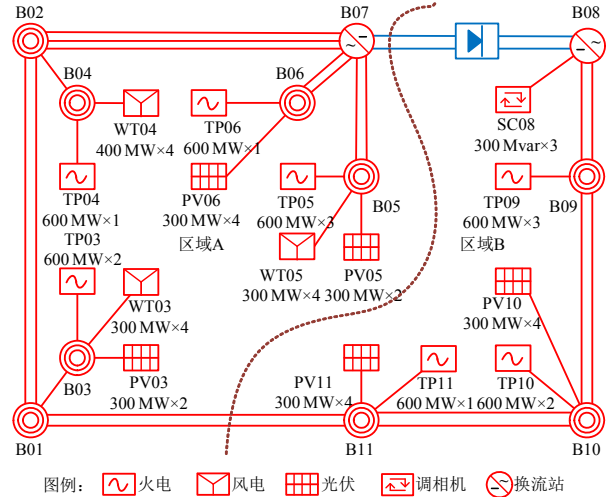 B02
B07
B08
B04
B06
WT04
400 MW×4
TP06
600 MW×1
SC08
300 Mvar×3
TP04
600 MW×1
PV06
300 MW×4
TP05
600 MW×3
B05
TP09
600 MW×3
B09
区域A
区域B
TP03
600 MW×2
WT05
300 MW×4
PV05
300 MW×2
WT03
300 MW×4
PV10
300 MW×4
B03
PV03
300 MW×2
PV11
300 MW×4
TP11
600 MW×1
TP10
600 MW×2
B01
B11
B10
图例: 火电 风电 光伏 调相机 换流站